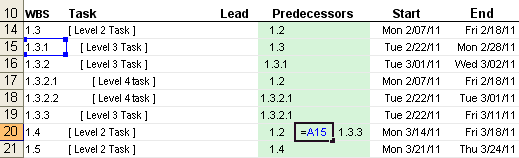 10 WBS Task Lead Predecessors Start End
14 1.3 [ Level 2 Task ] 1.2 Mon 2/07/11 Fri 2/18/11
15 1.3.1 [ Level 3 Task ] 1.3 Tue 2/22/11 Mon 2/28/11
16 1.3.2 [ Level 3 Task ] 1.3.1 Tue 3/01/11 Wed 3/02/11
17 1.3.2.1 [ Level 4 task ] 1.2 Mon 2/07/11 Fri 2/18/11
18 1.3.2.2 [ Level 4 task ] 1.3.2.1 Tue 2/22/11 Tue 3/01/11
19 1.3.3 [ Level 3 Task ] 1.3.2.1 Tue 2/22/11 Fri 3/11/11
20 1.4 [ Level 2 Task ] 1.2 =A15 1.3.3 Mon 3/14/11 Fri 3/18/11
21 1.5 [ Level 2 Task ] 1.4 Mon 3/21/11 Thu 3/24/11